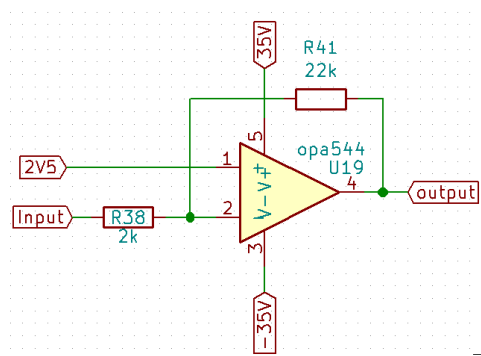 35V
R41
22k
opa544
U19
5
1
+
V+
4
2V5
output
Input
R38
2k
2
-
V-
3
-35V